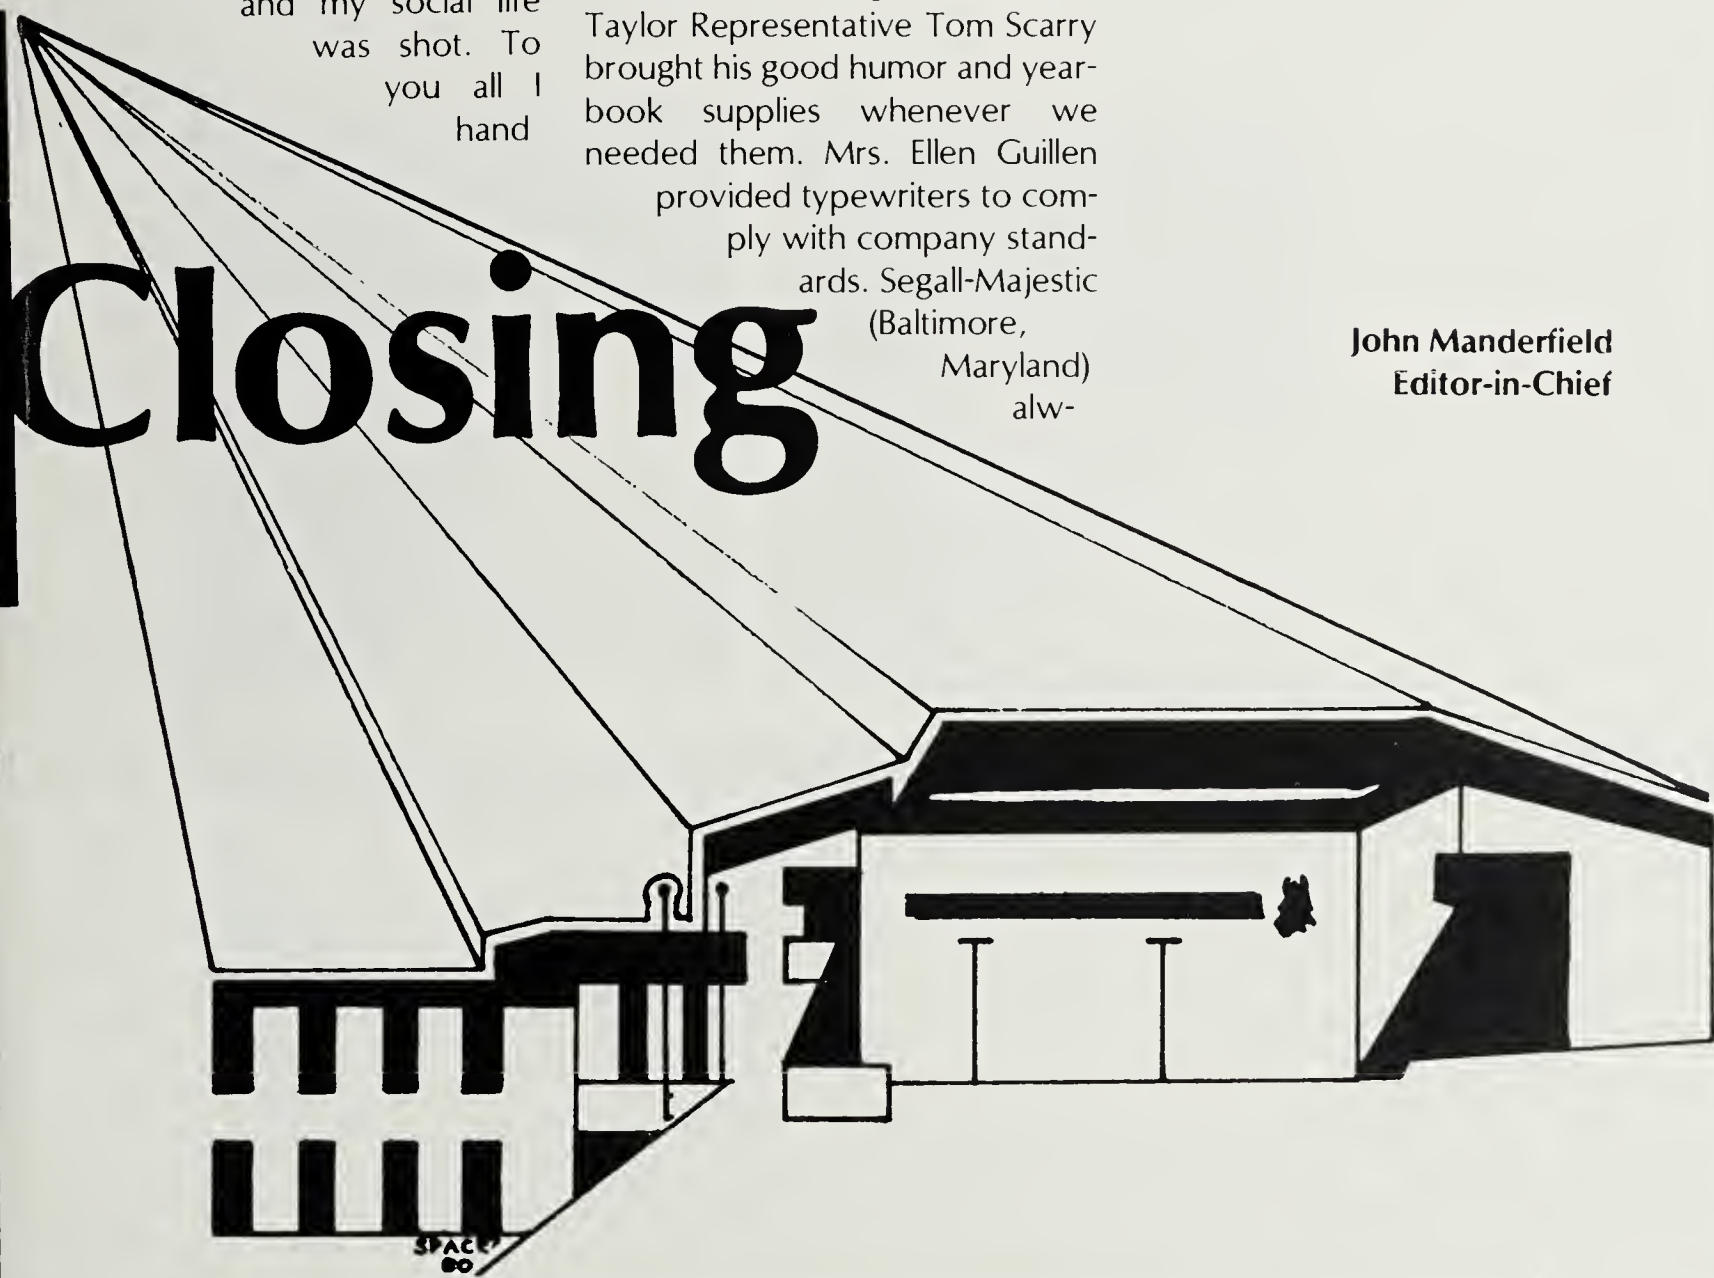 and my social life
was shot. To
you all I
hand
Taylor Representative Tom Scarry
brought his good humor and year-
book supplies whenever we
needed them. Mrs. Ellen Guillen
provided typewriters to com-
ply with company stand-
ards. Segall-Majestic
(Baltimore,
Maryland)
alw-
Closing
John Manderfield
Editor-in-Chief